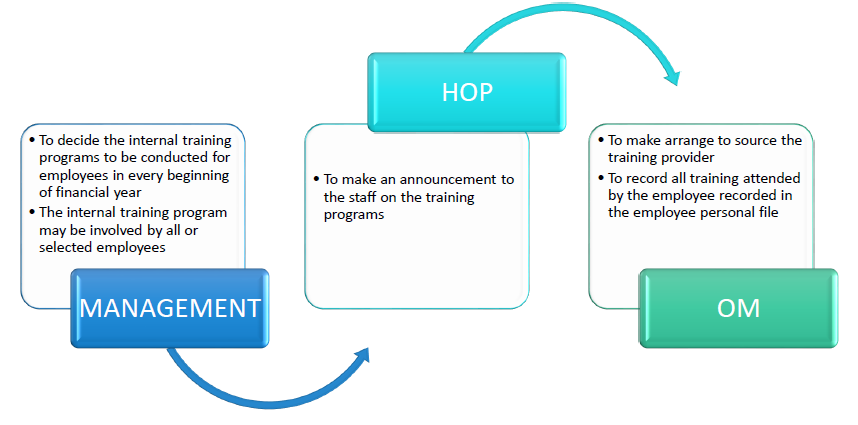 • To decide the internal training
programs to be conducted for
employees in every beginning
of financial year
• The internal training program
may be involved by all or
selected employees
MANAGEMENT
HOP
• To make an announcement to
the staff on the training
programs
• To make arrange to source the
training provider
• To record all training attended
by the employee recorded in
the employee personal file
OM